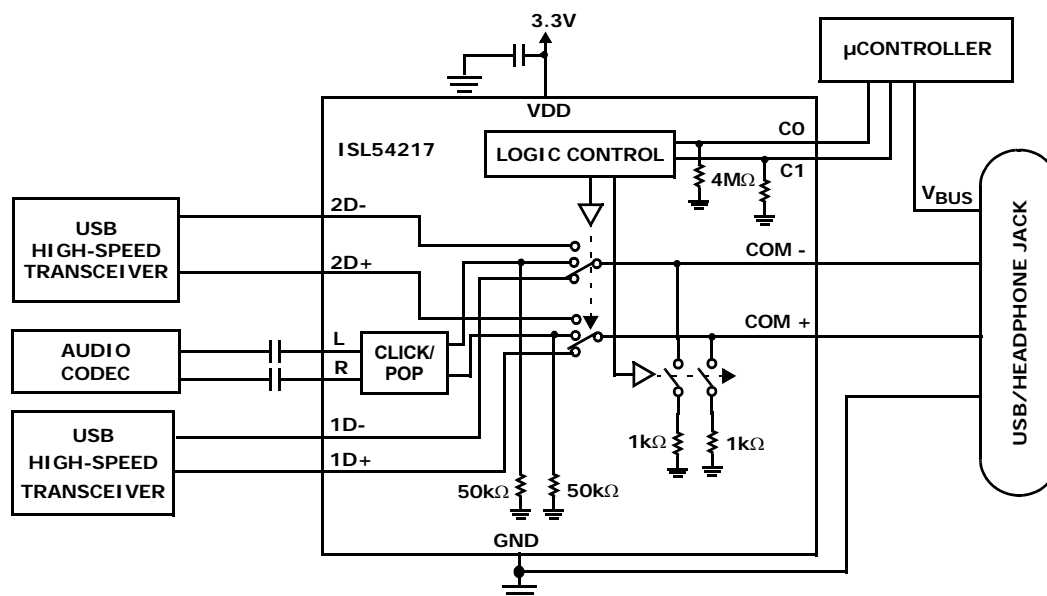 3.3V
µCONTROLLER
VDD
ISL54217
LOGIC CONTROL
C0
C1
4MΩ
VBUS
USB
HIGH-SPEED
TRANSCEIVER
2D-
2D+
COM -
COM +
USB/HEADPHONE JACK
AUDIO
CODEC
L
R
CLICK/
POP
USB
HIGH-SPEED
TRANSCEIVER
1D-
1D+
1kΩ
1kΩ
50kΩ
50kΩ
GND